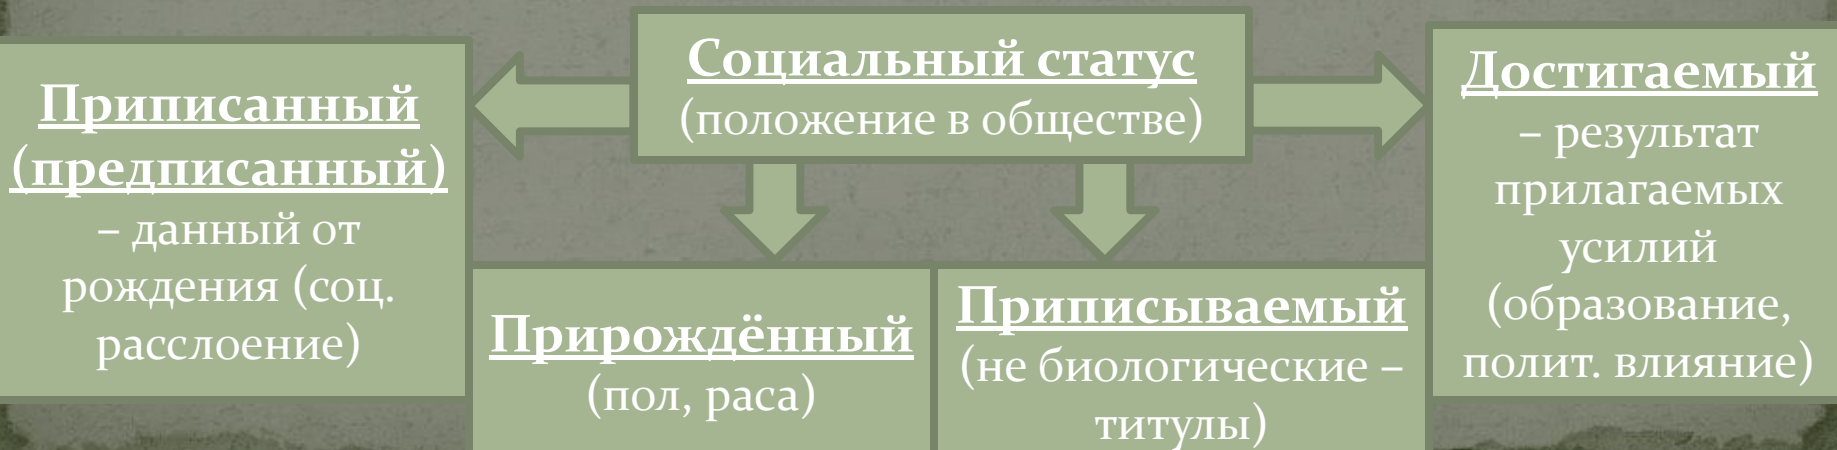 Социальный статус
(положение в обществе)
Приписанный
(предписанный)
– данный от
рождения (соц.
расслоение)
Прирождённый
(пол, раса)
Приписываемый
(не биологические –
титулы)
Достигаемый
– результат
прилагаемых
усилий
(образование,
полит. влияние)